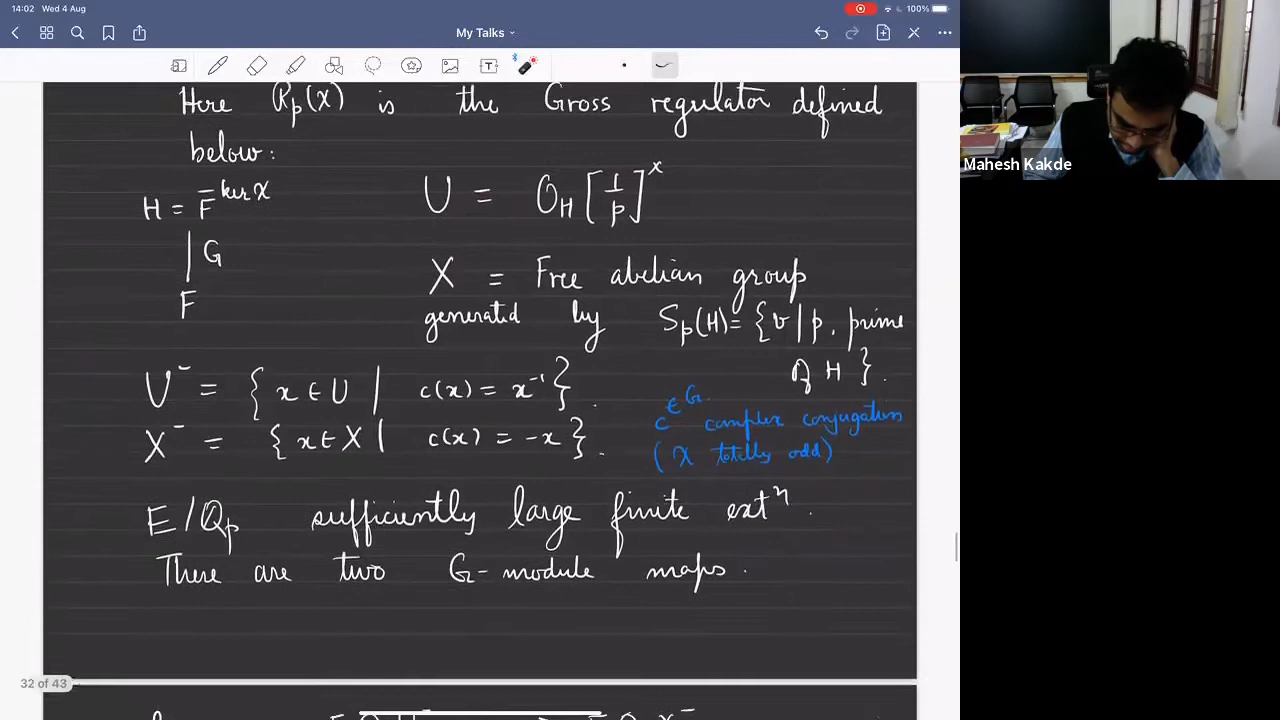 14:02 Wed 4 Aug
100%
My Talks
Here R_p(χ) is the Gross regulator defined
below:
H = F̄^{ker χ}
U = O_H [1/p]^×
G
X = Free abelian group
F
generated by S_p(H) = {v | p, prime
of H}.
U^- = {x ∈ U | c(x) = x^{-1}}.
c ∈ G complex conjugation
X^- = {x ∈ X | c(x) = -x}.
(χ totally odd)
E/Q_p sufficiently large finite ext^n.
There are two G-module maps.
32 of 43
Mahesh Kakde